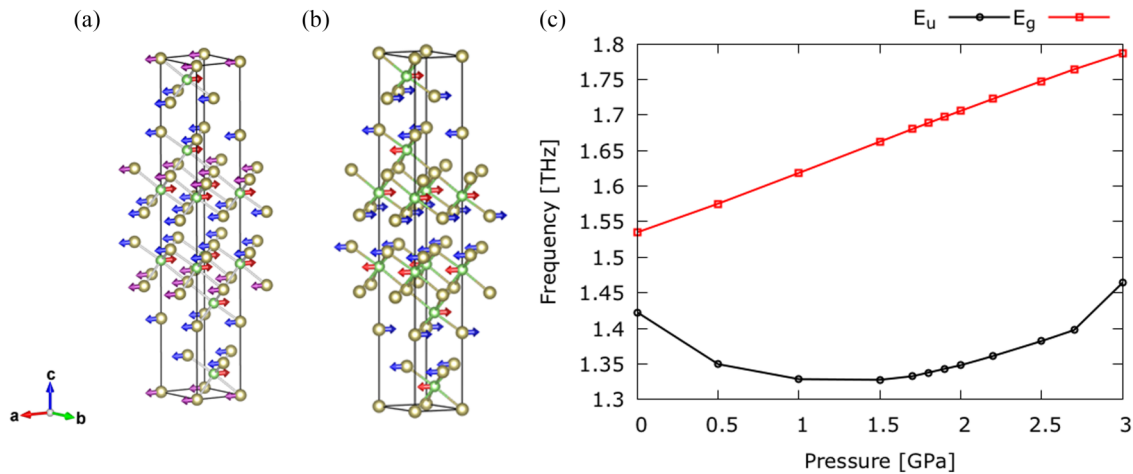 (a)
(b)
(c)
E_u E_g
1.8
1.75
1.7
1.65
1.6
1.55
1.5
1.45
1.4
1.35
1.3
Frequency [THz]
0 0.5 1 1.5 2 2.5 3
Pressure [GPa]
c
a
b